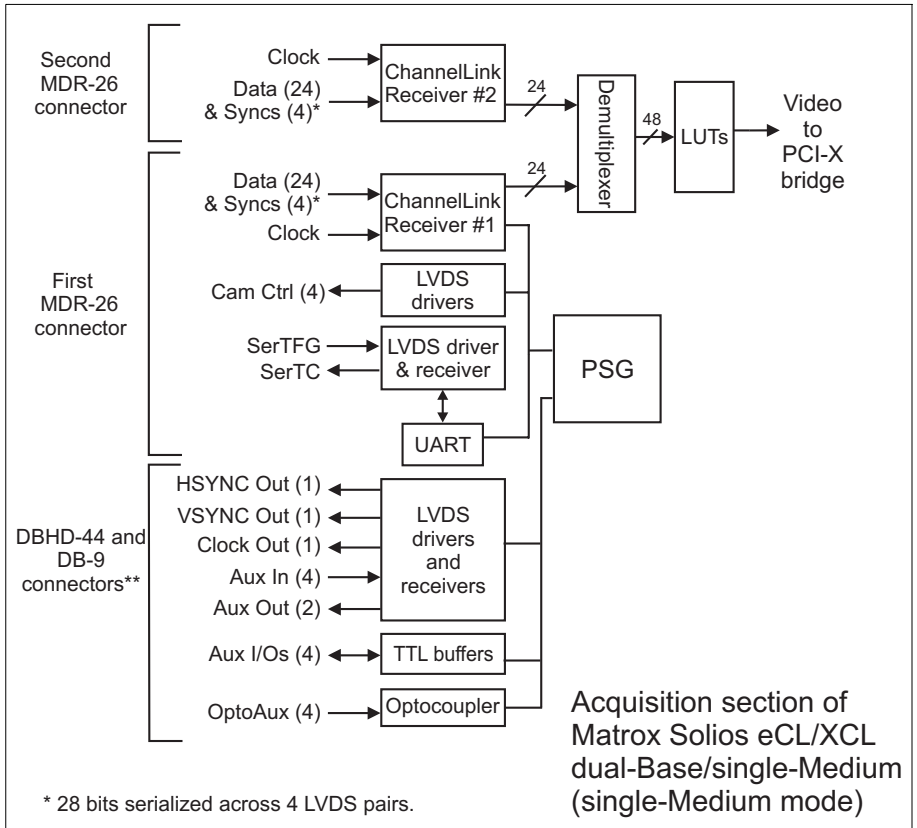 Second
MDR-26
connector
Clock
Data (24)
& Syncs (4)*
ChannelLink
Receiver #2
24
Demultiplexer
48
LUTs
Video
to
PCI-X
bridge
First
MDR-26
connector
Data (24)
& Syncs (4)*
Clock
ChannelLink
Receiver #1
24
Cam Ctrl (4)
LVDS
drivers
SerTFG
SerTC
LVDS driver
& receiver
UART
PSG
DBHD-44 and
DB-9
connectors**
HSYNC Out (1)
VSYNC Out (1)
Clock Out (1)
Aux In (4)
Aux Out (2)
LVDS
drivers
and
receivers
Aux I/Os (4)
TTL buffers
OptoAux (4)
Optocoupler
Acquisition section of
Matrox Solios eCL/XCL
dual-Base/single-Medium
(single-Medium mode)
* 28 bits serialized across 4 LVDS pairs.